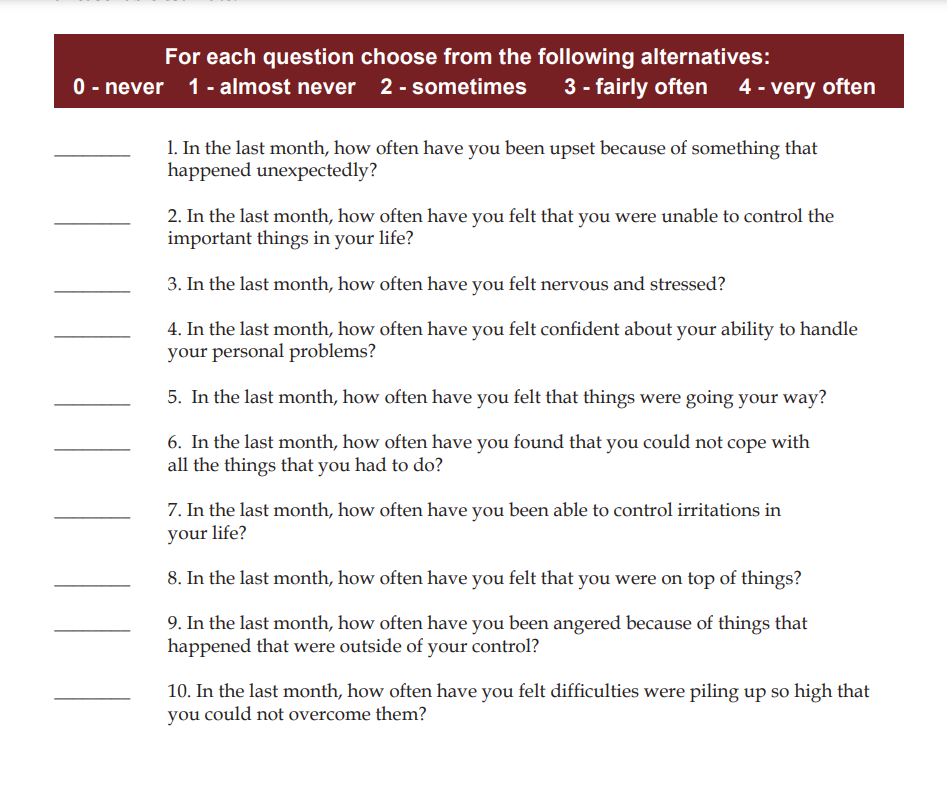 For each question choose from the following alternatives:
0 - never 1 - almost never 2 - sometimes 3 - fairly often 4 - very often
l. In the last month, how often have you been upset because of something that
happened unexpectedly?
2. In the last month, how often have you felt that you were unable to control the
important things in your life?
3. In the last month, how often have you felt nervous and stressed?
4. In the last month, how often have you felt confident about your ability to handle
your personal problems?
5. In the last month, how often have you felt that things were going your way?
6. In the last month, how often have you found that you could not cope with
all the things that you had to do?
7. In the last month, how often have you been able to control irritations in
your life?
8. In the last month, how often have you felt that you were on top of things?
9. In the last month, how often have you been angered because of things that
happened that were outside of your control?
10. In the last month, how often have you felt difficulties were piling up so high that
you could not overcome them?